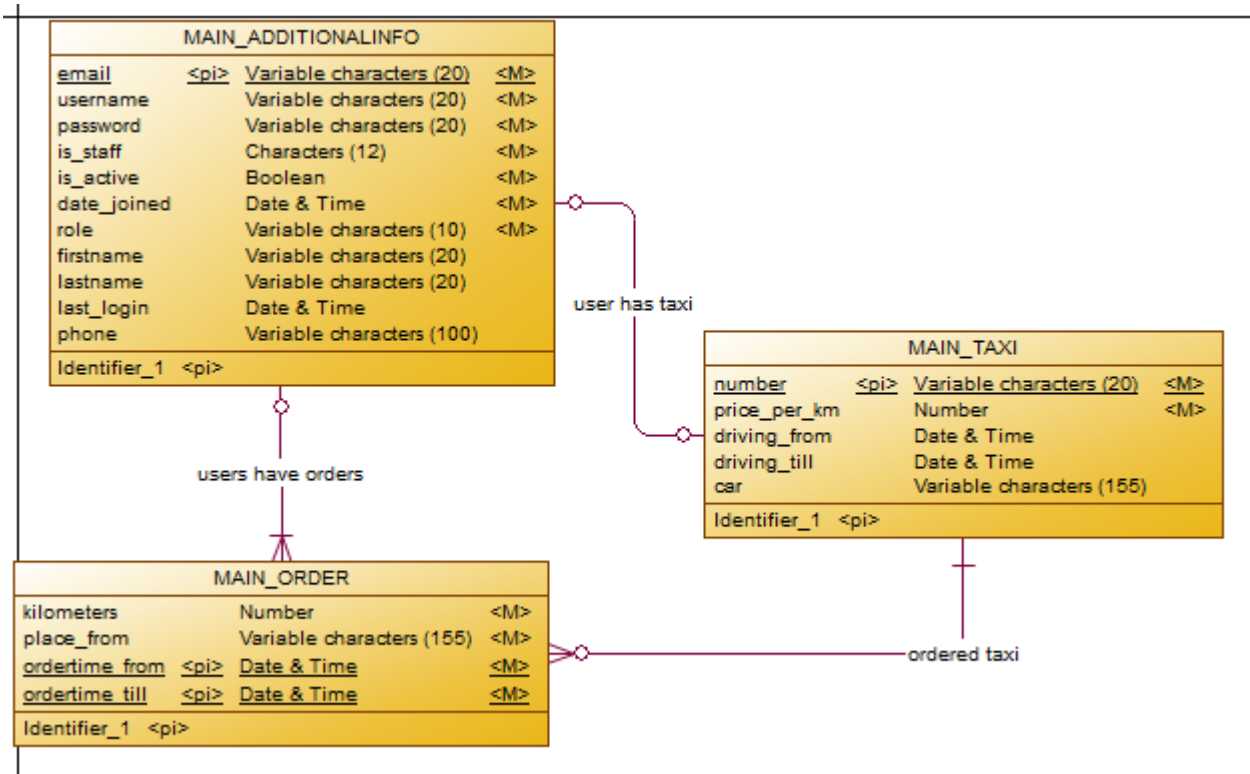 MAIN_ADDITIONALINFO
email <pi> Variable characters (20) <M>
username Variable characters (20) <M>
password Variable characters (20) <M>
is_staff Characters (12) <M>
is_active Boolean <M>
date_joined Date & Time <M>
role Variable characters (10) <M>
firstname Variable characters (20)
lastname Variable characters (20)
last_login Date & Time
phone Variable characters (100)
Identifier_1 <pi>
user has taxi
MAIN_TAXI
number <pi> Variable characters (20) <M>
price_per_km Number <M>
driving_from Date & Time
driving_till Date & Time
car Variable characters (155)
Identifier_1 <pi>
users have orders
MAIN_ORDER
kilometers Number <M>
place_from Variable characters (155) <M>
ordertime_from <pi> Date & Time <M>
ordertime_till <pi> Date & Time <M>
Identifier_1 <pi>
ordered taxi